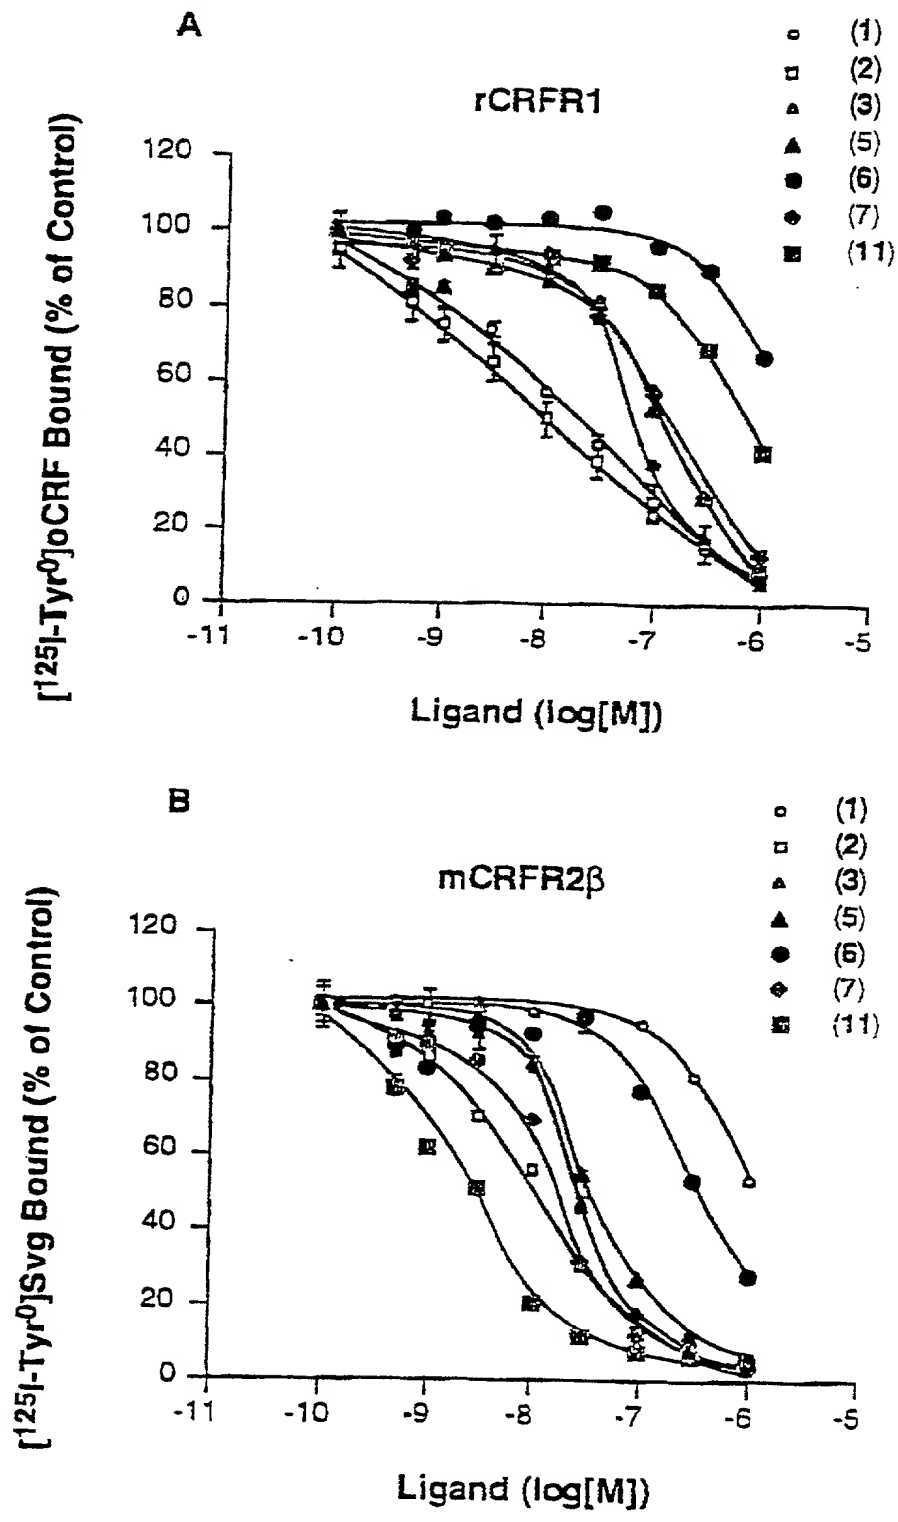 A
(1)
(2)
(3)
(5)
(6)
(7)
(11)
rCRFR1
[¹²⁵I-Tyr⁰]oCRF Bound (% of Control)
120
100
80
60
40
20
0
-11 -10 -9 -8 -7 -6 -5
Ligand (log[M])
B
(1)
(2)
(3)
(5)
(6)
(7)
(11)
mCRFR2β
[¹²⁵I-Tyr⁰]Svg Bound (% of Control)
120
100
80
60
40
20
0
-11 -10 -9 -8 -7 -6 -5
Ligand (log[M])